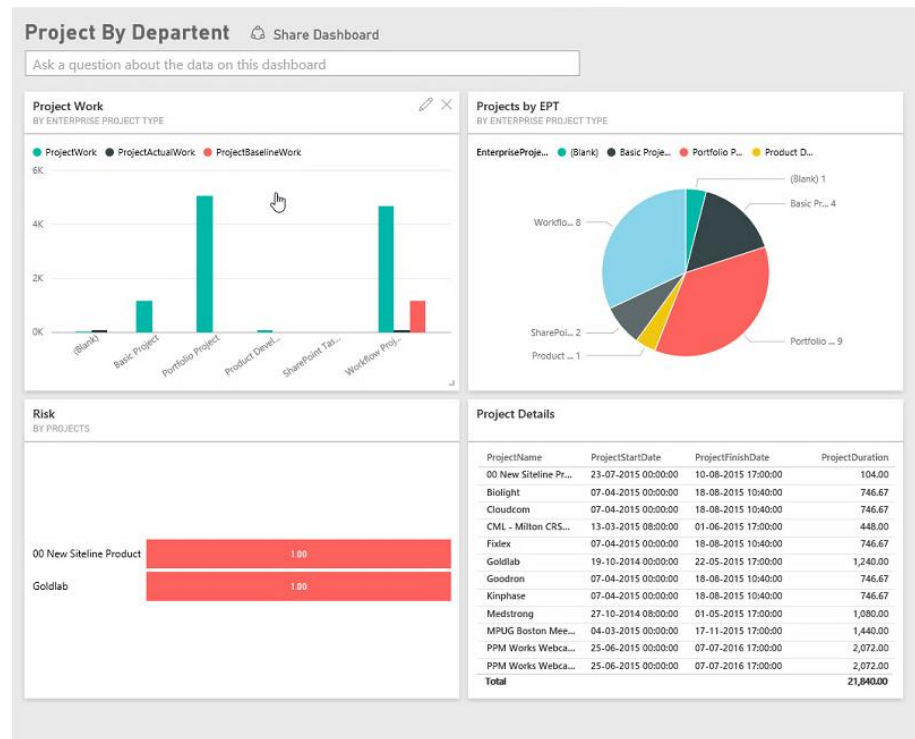 Project By Departent Share Dashboard
Ask a question about the data on this dashboard
Project Work
BY ENTERPRISE PROJECT TYPE
ProjectWork ProjectActualWork ProjectBaselineWork
6K
4K
2K
0K
(Blank) Basic Project Portfolio Project Product Devel... SharePoint Tas... Workflow Proj...
Projects by EPT
BY ENTERPRISE PROJECT TYPE
EnterpriseProje... (Blank) Basic Proje... Portfolio P... Product D...
(Blank) 1
Basic Pr... 4
Workflo... 8
SharePoi... 2
Product ... 1
Portfolio ... 9
Risk
BY PROJECTS
00 New Siteline Product 1.00
Goldlab 1.00
Project Details
ProjectName ProjectStartDate ProjectFinishDate ProjectDuration
00 New Siteline Pr... 23-07-2015 00:00:00 10-08-2015 17:00:00 104.00
Biolight 07-04-2015 00:00:00 18-08-2015 10:40:00 746.67
Cloudcom 07-04-2015 00:00:00 18-08-2015 10:40:00 746.67
CML - Milton CRS... 13-03-2015 08:00:00 01-06-2015 17:00:00 448.00
Fixlex 07-04-2015 00:00:00 18-08-2015 10:40:00 746.67
Goldlab 19-10-2014 00:00:00 22-05-2015 17:00:00 1,240.00
Goodron 07-04-2015 00:00:00 18-08-2015 10:40:00 746.67
Kinphase 07-04-2015 00:00:00 18-08-2015 10:40:00 746.67
Medstrong 27-10-2014 08:00:00 01-05-2015 17:00:00 1,080.00
MPUG Boston Mee... 04-03-2015 00:00:00 17-11-2015 17:00:00 1,440.00
PPM Works Webca... 25-06-2015 00:00:00 07-07-2016 17:00:00 2,072.00
PPM Works Webca... 25-06-2015 00:00:00 07-07-2016 17:00:00 2,072.00
Total 21,840.00